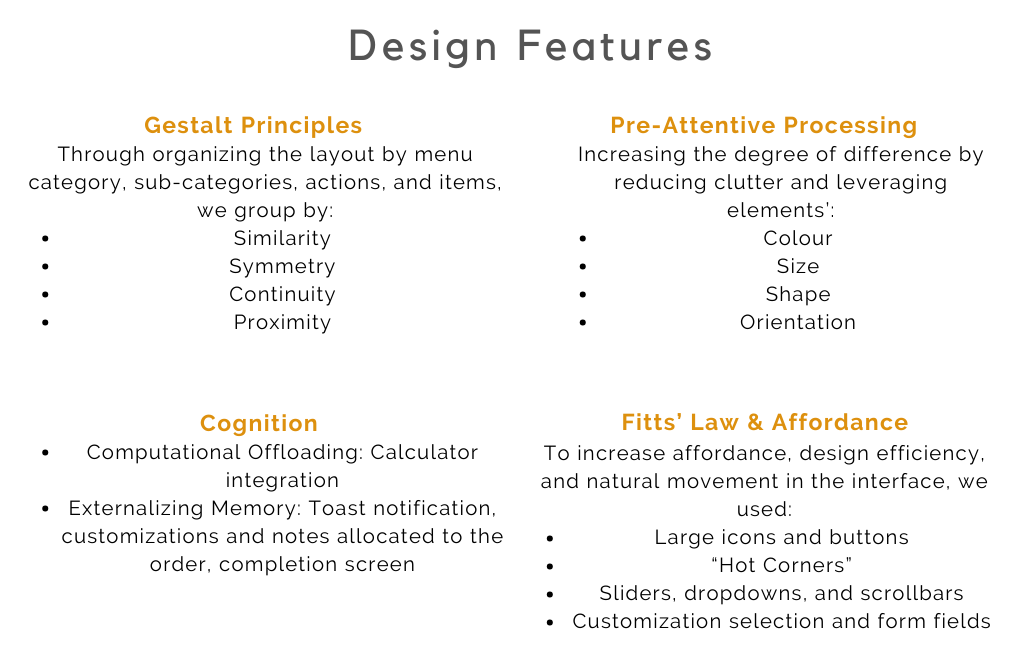 Design Features
Gestalt Principles
Through organizing the layout by menu
category, sub-categories, actions, and items,
we group by:
• Similarity
• Symmetry
• Continuity
• Proximity
Pre-Attentive Processing
Increasing the degree of difference by
reducing clutter and leveraging
elements’:
• Colour
• Size
• Shape
• Orientation
Cognition
• Computational Offloading: Calculator
integration
• Externalizing Memory: Toast notification,
customizations and notes allocated to the
order, completion screen
Fitts’ Law & Affordance
To increase affordance, design efficiency,
and natural movement in the interface, we
used:
• Large icons and buttons
• “Hot Corners”
• Sliders, dropdowns, and scrollbars
• Customization selection and form fields